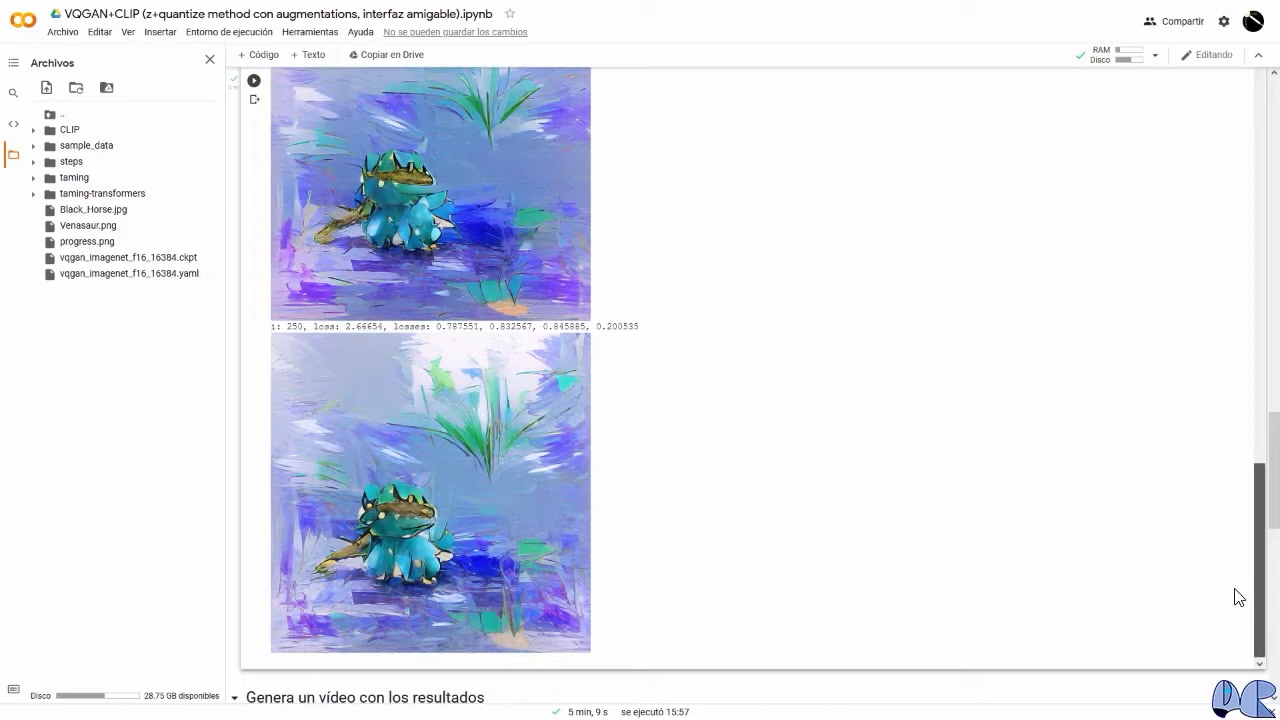 VQGAN+CLIP (z+quantize method con augmentations, interfaz amigable).ipynb
Archivo Editar Ver Insertar Entorno de ejecución Herramientas Ayuda No se pueden guardar los cambios
Compartir
Archivos
+ Código + Texto Copiar en Drive
RAM
Disco
Editando
..
CLIP
sample_data
steps
taming
taming-transformers
Black_Horse.jpg
Venasaur.png
progress.png
vqgan_imagenet_f16_16384.ckpt
vqgan_imagenet_f16_16384.yaml
i: 250, loss: 2.66654, losses: 0.787551, 0.832567, 0.845885, 0.200535
Disco 28.75 GB disponibles
Genera un vídeo con los resultados
5 min, 9 s se ejecutó 15:57